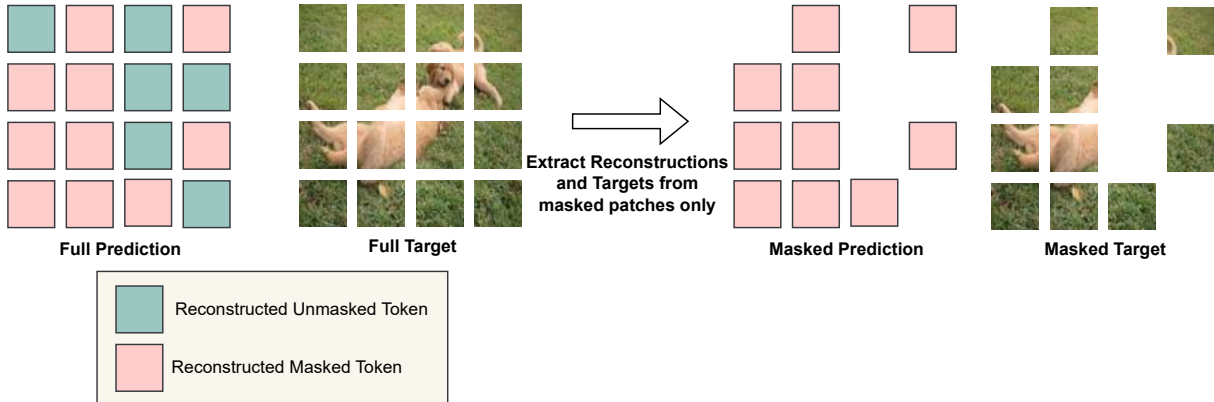 Extract Reconstructions
and Targets from
masked patches only
Full Prediction
Full Target
Masked Prediction
Masked Target
Reconstructed Unmasked Token
Reconstructed Masked Token